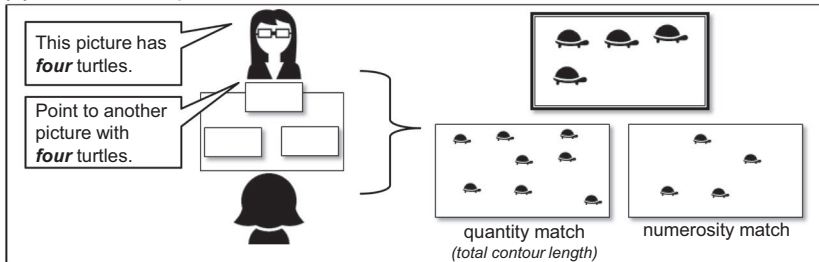 This picture has
four turtles.
Point to another
picture with
four turtles.
quantity match
(total contour length)
numerosity match